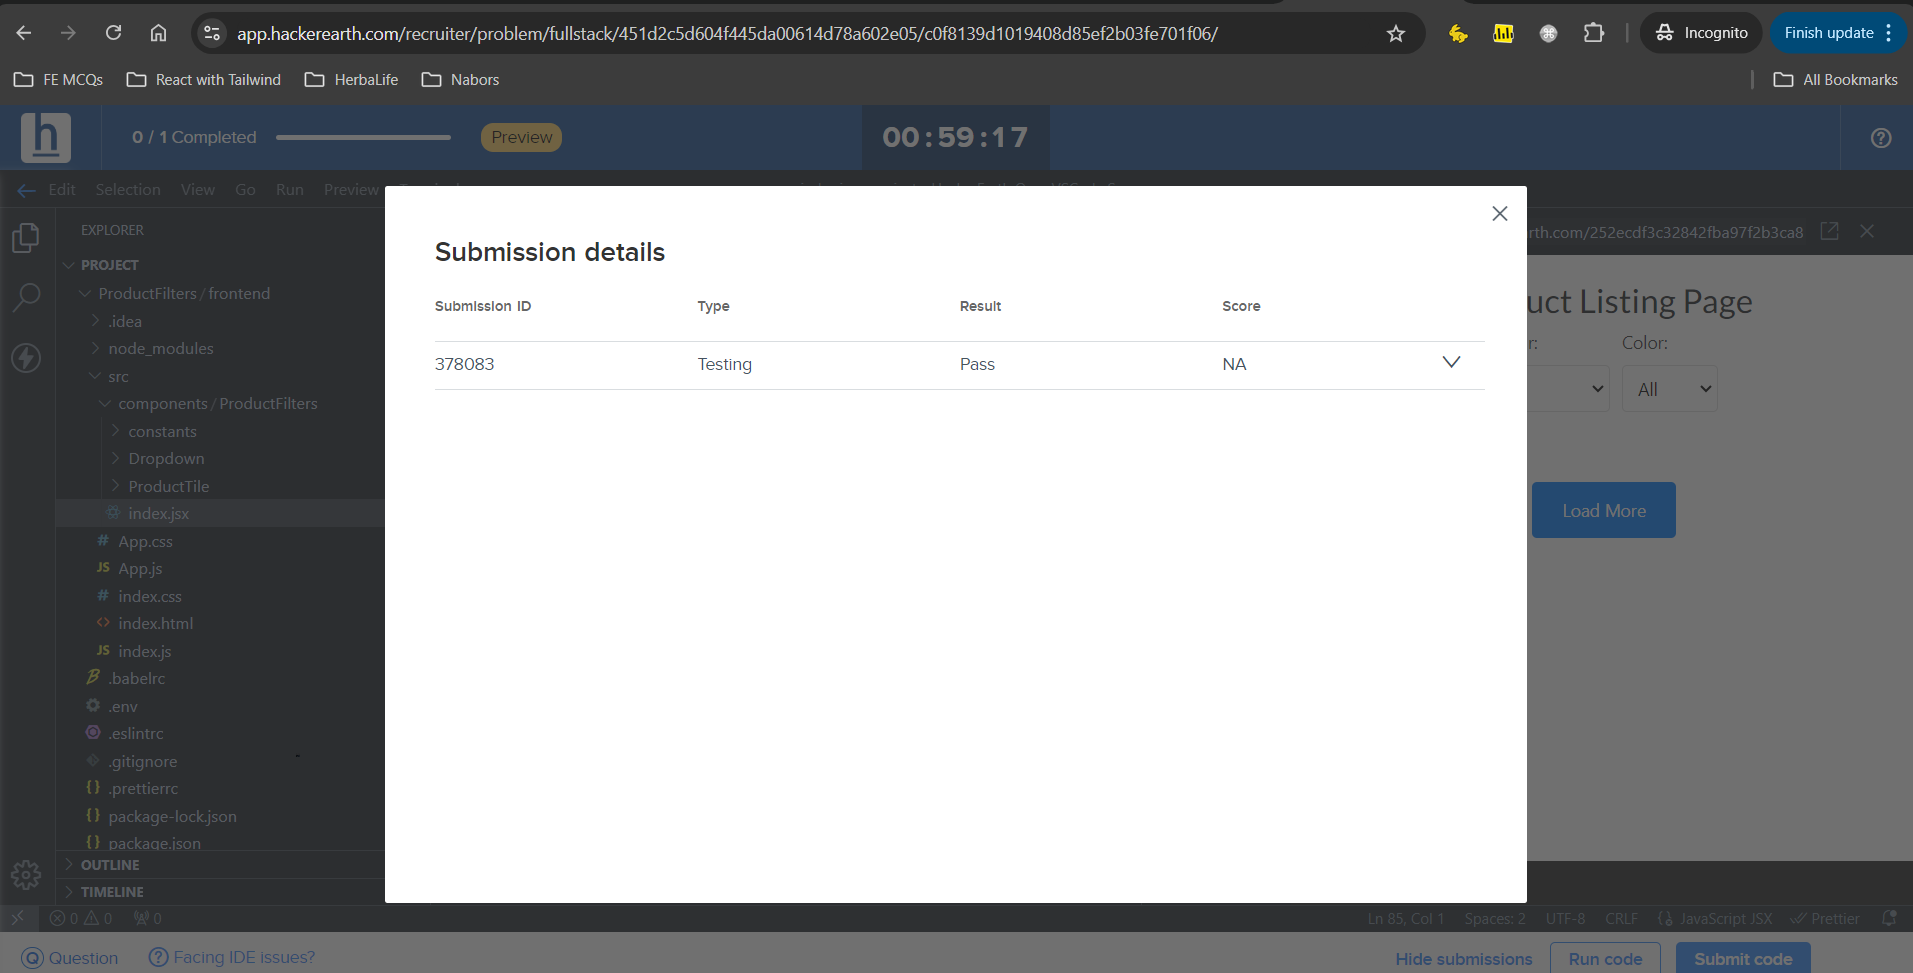 app.hackerearth.com/recruiter/problem/fullstack/451d2c5d604f445da00614d78a602e05/c0f8139d1019408d85ef2b03fe701f06/
Incognito
Finish update
FE MCQs
React with Tailwind
HerbaLife
Nabors
All Bookmarks
h
0 / 1 Completed
Preview
00:59:17
Edit Selection View Go Run Preview
EXPLORER
PROJECT
ProductFilters / frontend
.idea
node_modules
src
components / ProductFilters
constants
Dropdown
ProductTile
index.jsx
# App.css
JS App.js
# index.css
<> index.html
JS index.js
.babelrc
.env
.eslintrc
.gitignore
{} .prettierrc
{} package-lock.json
{} package.json
OUTLINE
TIMELINE
Submission details
Submission ID Type Result Score
378083 Testing Pass NA
rth.com/252ecdf3c32842fba97f2b3ca8
uct Listing Page
r:
Color:
All
Load More
0 0 0
Ln 85, Col 1 Spaces: 2 UTF-8 CRLF JavaScript JSX Prettier
Question
Facing IDE issues?
Hide submissions
Run code
Submit code